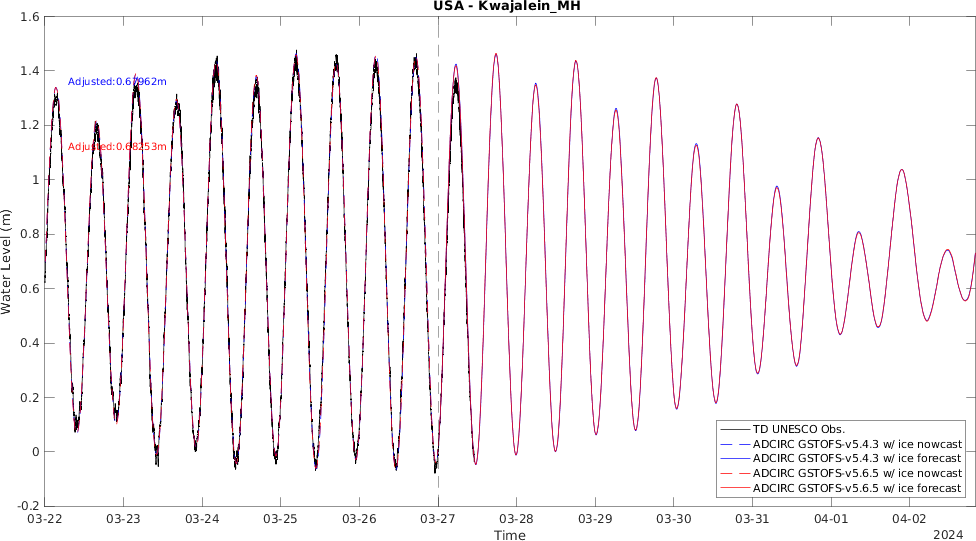 USA - Kwajalein_MH
1.6
1.4
1.2
1
0.8
0.6
0.4
0.2
0
-0.2
Water Level (m)
Adjusted:0.67962m
Adjusted:0.68253m
TD UNESCO Obs.
ADCIRC GSTOFS-v5.4.3 w/ ice nowcast
ADCIRC GSTOFS-v5.4.3 w/ ice forecast
ADCIRC GSTOFS-v5.6.5 w/ ice nowcast
ADCIRC GSTOFS-v5.6.5 w/ ice forecast
03-22 03-23 03-24 03-25 03-26 03-27 03-28 03-29 03-30 03-31 04-01 04-02
Time
2024